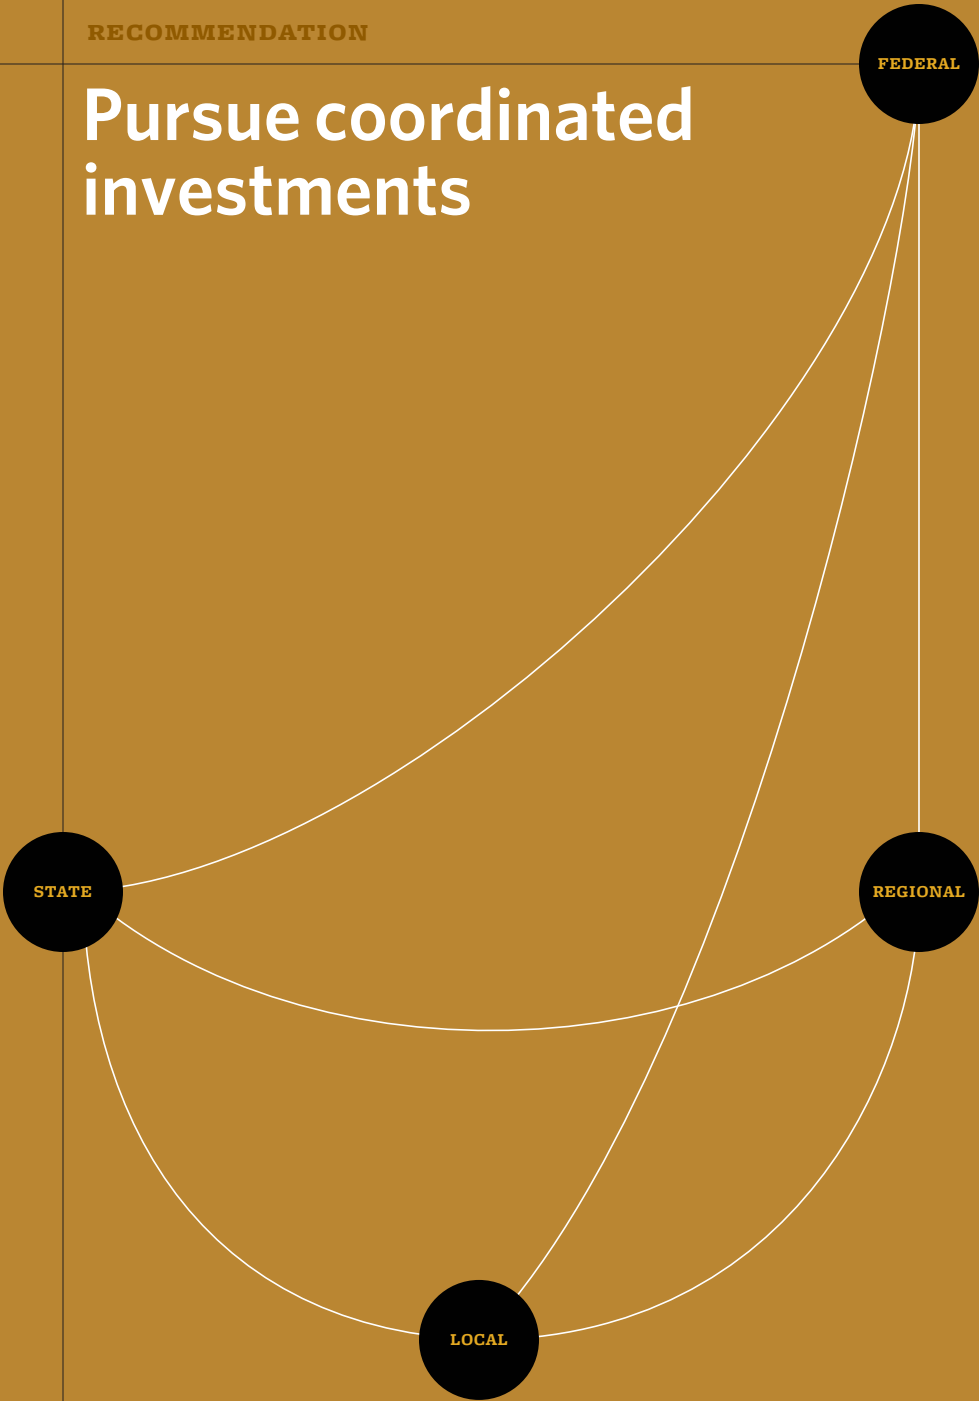 RECOMMENDATION
FEDERAL
Pursue coordinated
investments
STATE
REGIONAL
LOCAL